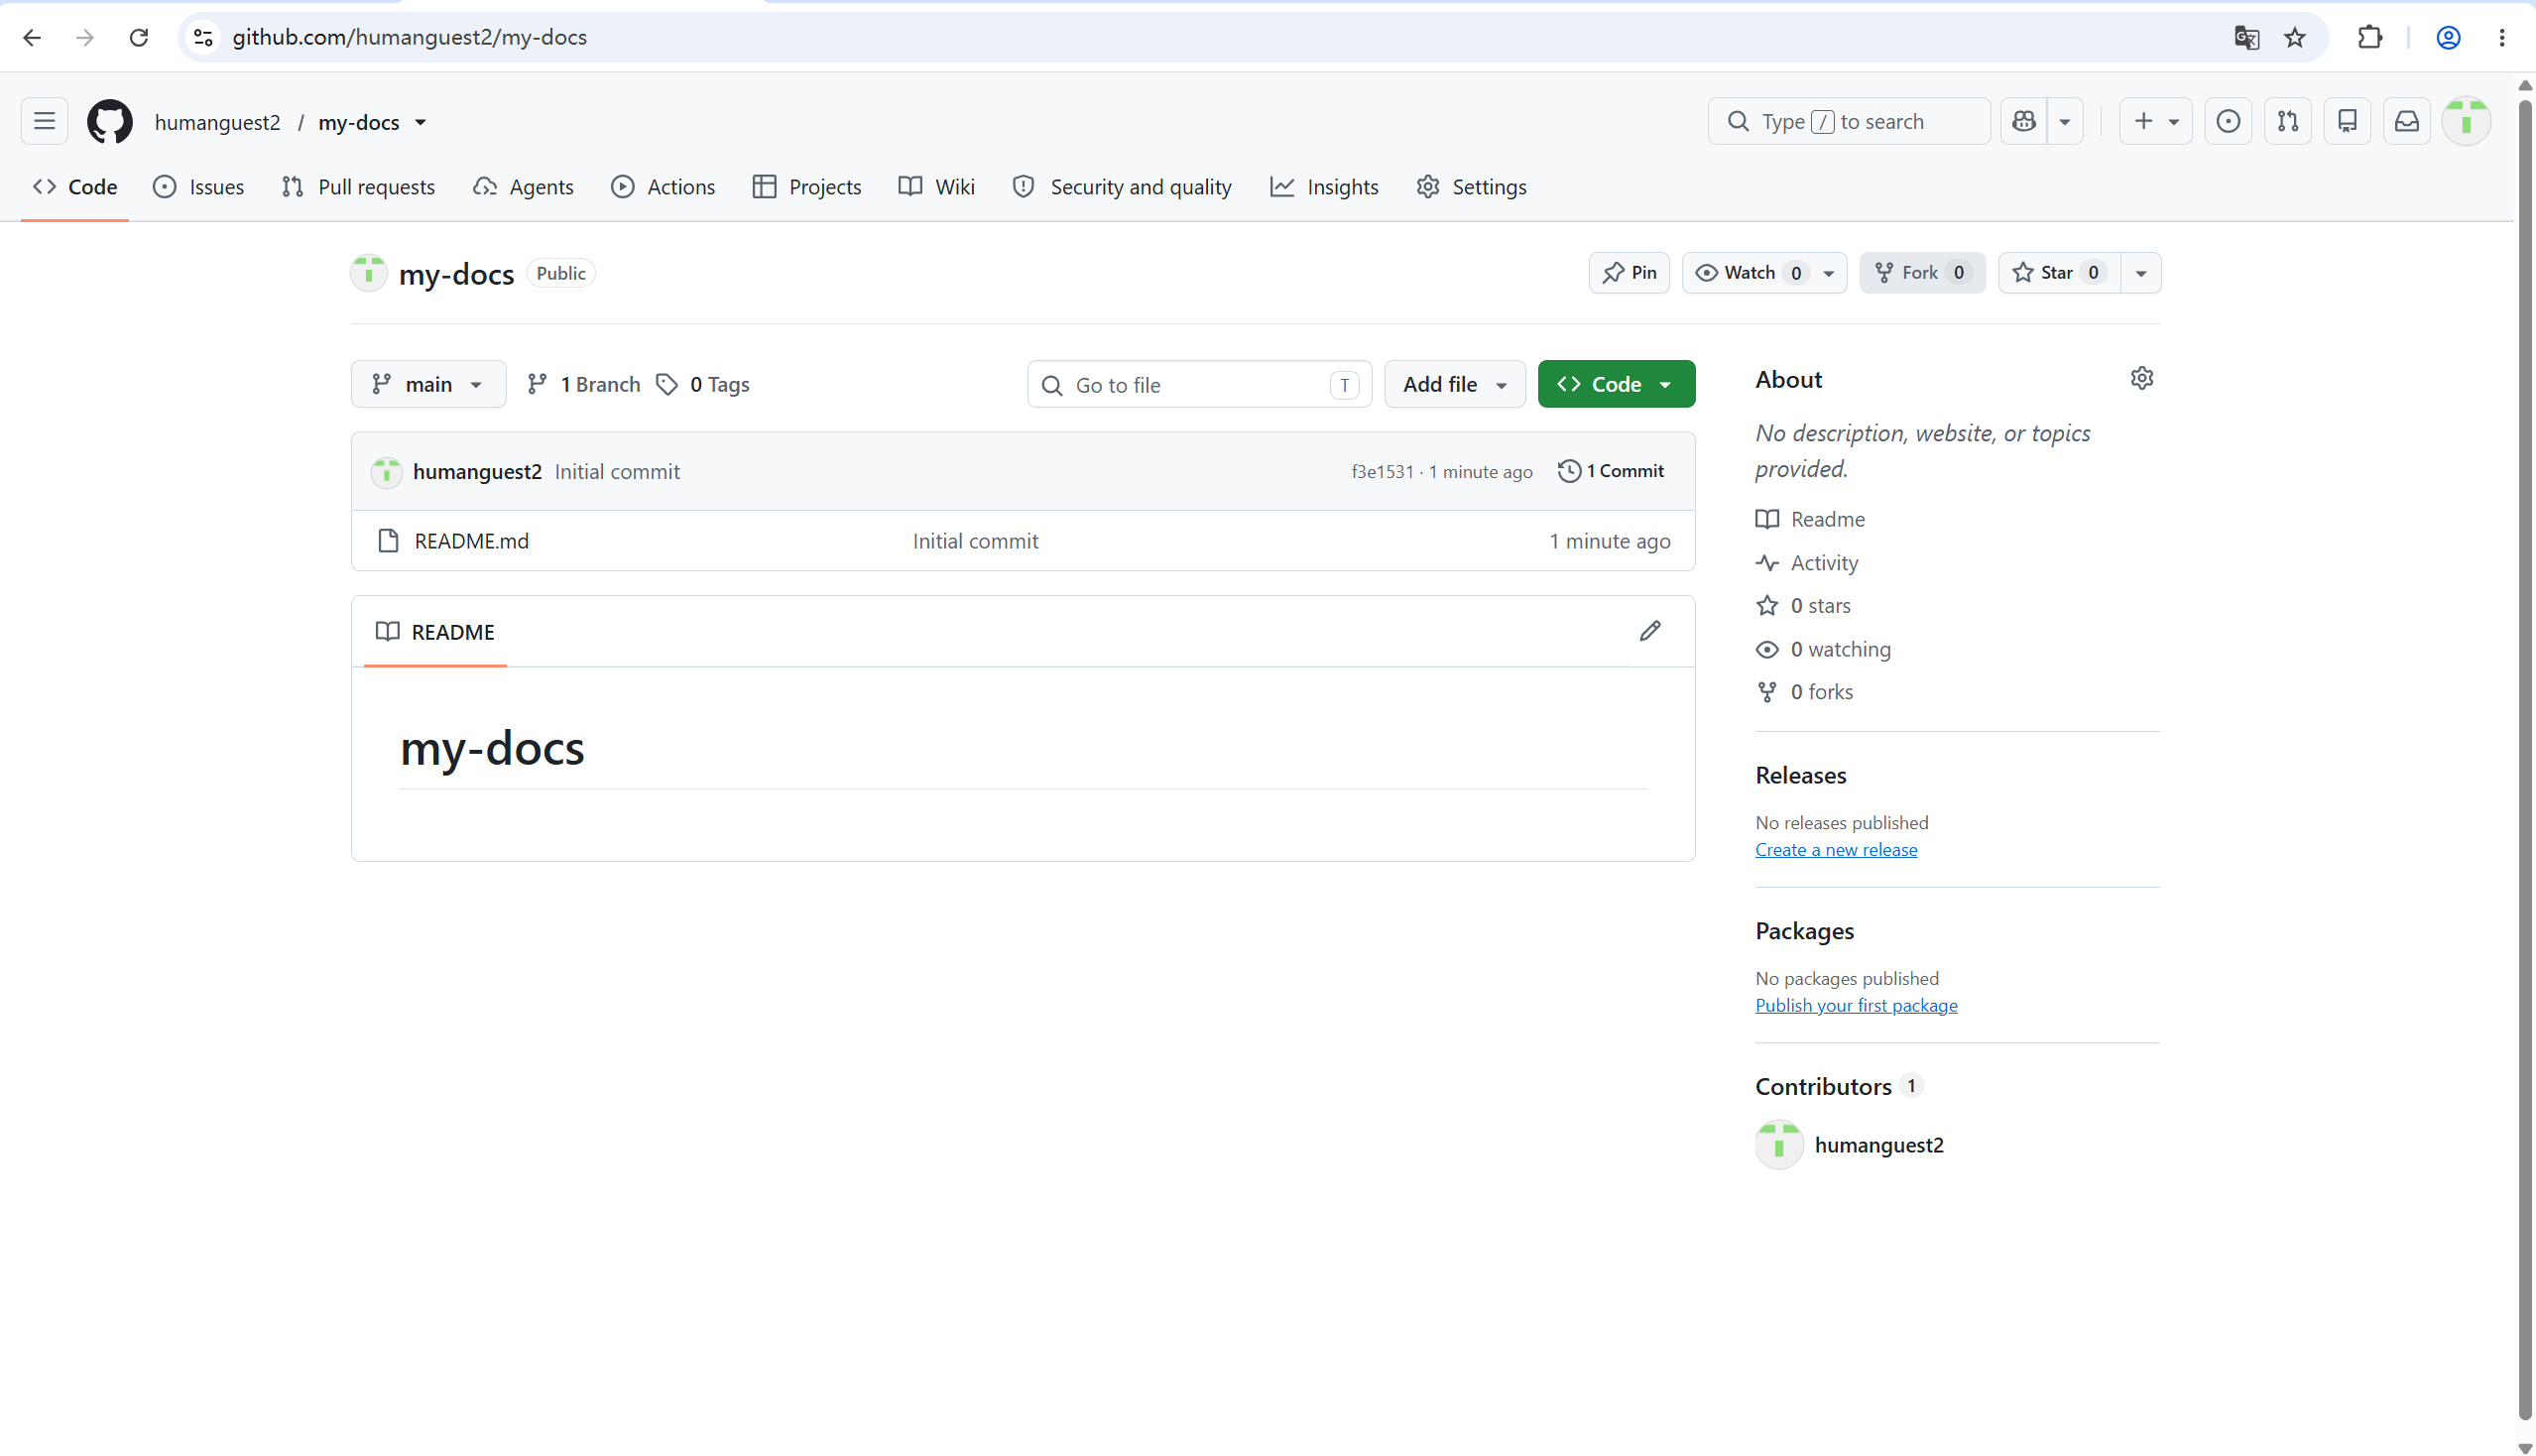 github.com/humanguest2/my-docs
humanguest2 / my-docs
Type / to search
Code Issues Pull requests Agents Actions Projects Wiki Security and quality Insights Settings
my-docs Public
Pin Watch 0 Fork 0 Star 0
main 1 Branch 0 Tags
Go to file T Add file Code
humanguest2 Initial commit f3e1531 · 1 minute ago 1 Commit
README.md Initial commit 1 minute ago
README
my-docs
About
No description, website, or topics
provided.
Readme
Activity
0 stars
0 watching
0 forks
Releases
No releases published
Create a new release
Packages
No packages published
Publish your first package
Contributors 1
humanguest2